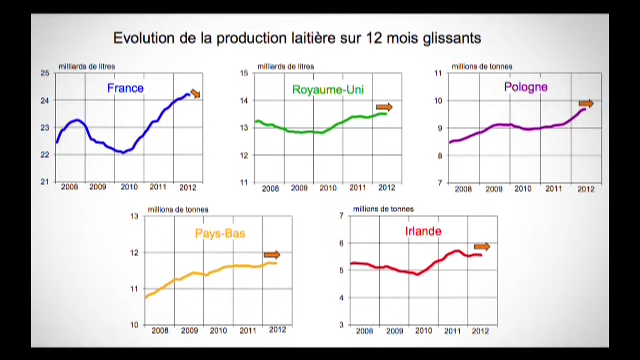 Evolution de la production laitière sur 12 mois glissants
milliards de litres
25
24
23
22
21
France
2008 2009 2010 2011 2012
milliards de litres
15
14
13
12
11
Royaume-Uni
2008 2009 2010 2011 2012
millions de tonnes
11
10
9
8
7
Pologne
2008 2009 2010 2011 2012
millions de tonnes
13
12
11
10
Pays-Bas
2008 2009 2010 2011 2012
millions de tonnes
7
6
5
4
3
Irlande
2008 2009 2010 2011 2012